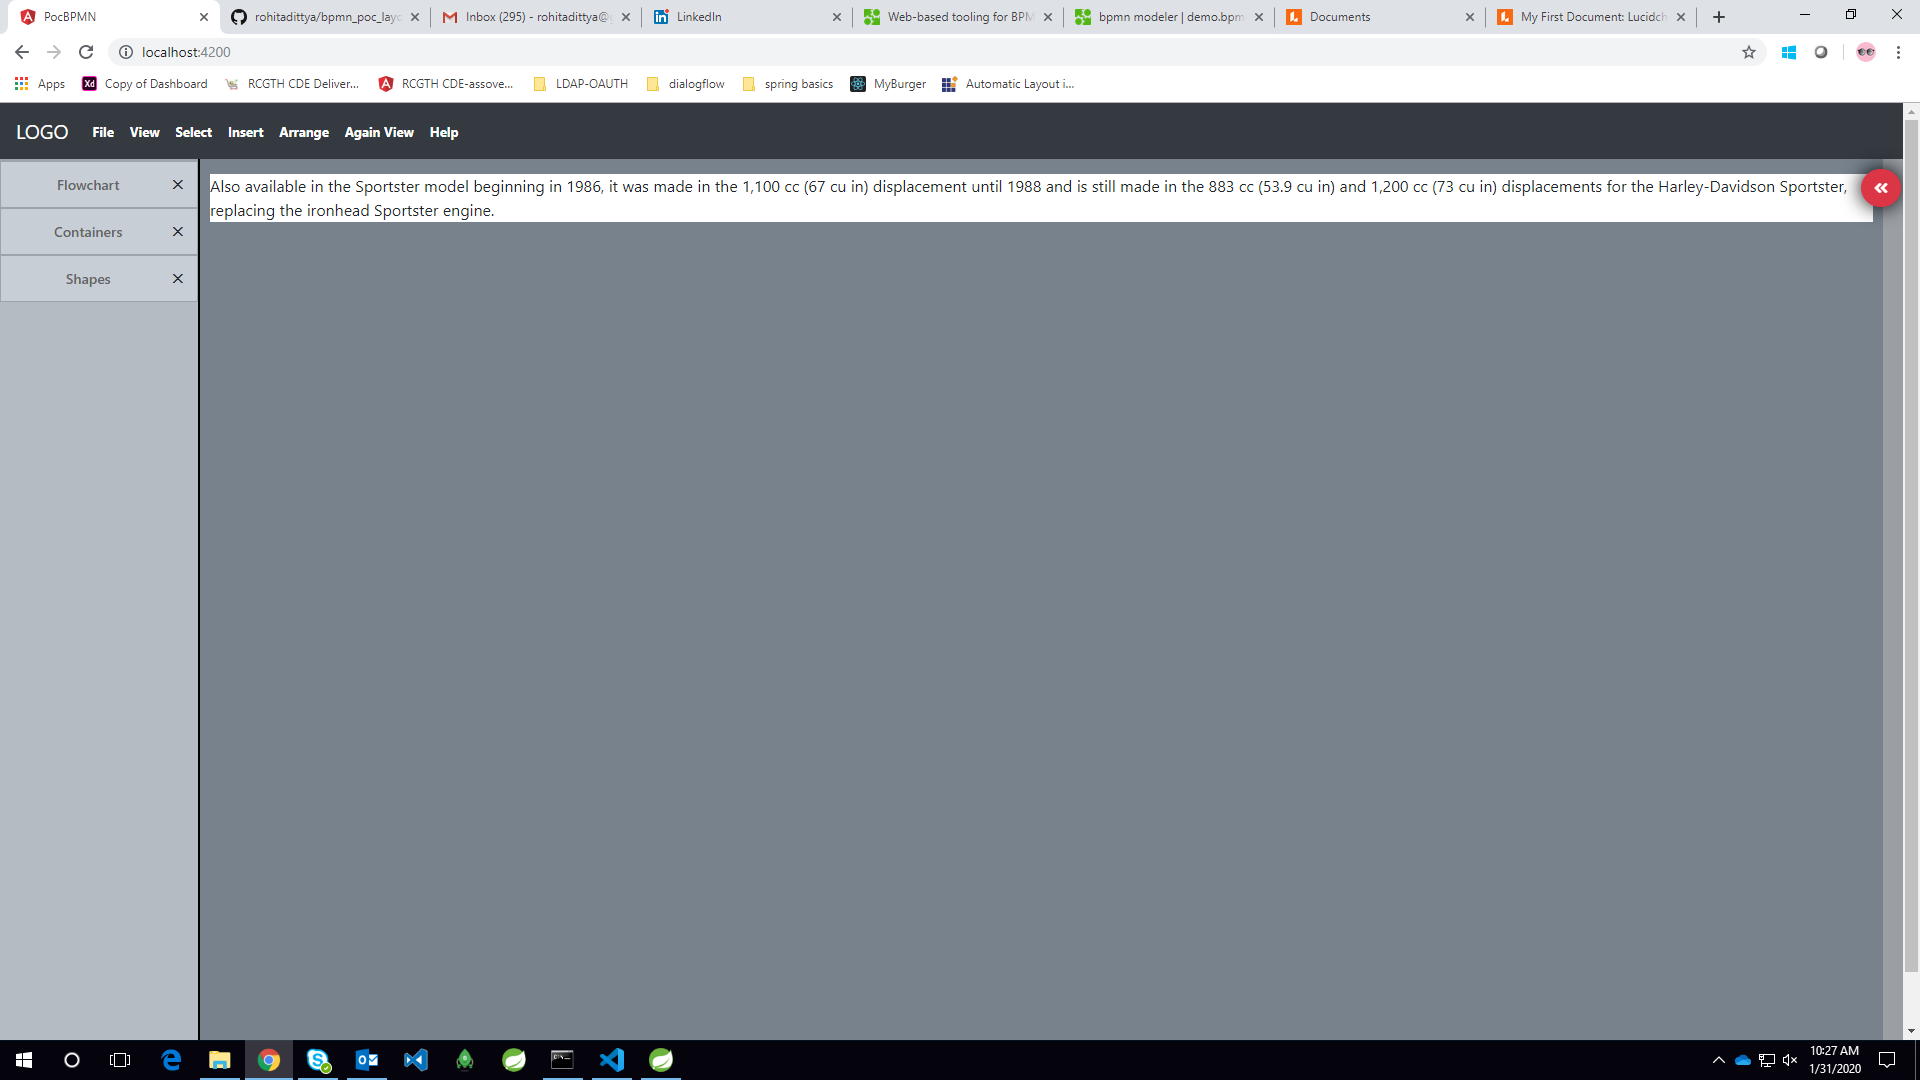 PocBPMN
rohitadittya/bpmn_poc_layc
Inbox (295) - rohitadittya@g
LinkedIn
Web-based tooling for BPM
bpmn modeler | demo.bpm
Documents
My First Document: Lucidch
localhost:4200
Apps
Xd
Copy of Dashboard
RCGTH CDE Deliver...
RCGTH CDE-assove...
LDAP-OAUTH
dialogflow
spring basics
MyBurger
Automatic Layout i...
LOGO
File
View
Select
Insert
Arrange
Again View
Help
Flowchart
Containers
Shapes
Also available in the Sportster model beginning in 1986, it was made in the 1,100 cc (67 cu in) displacement until 1988 and is still made in the 883 cc (53.9 cu in) and 1,200 cc (73 cu in) displacements for the Harley-Davidson Sportster,
replacing the ironhead Sportster engine.
10:27 AM
1/31/2020